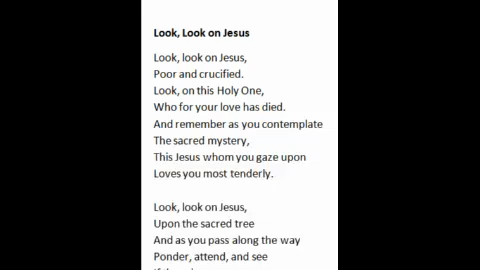 Look, Look on Jesus
Look, look on Jesus,
Poor and crucified.
Look, on this Holy One,
Who for your love has died.
And remember as you contemplate
The sacred mystery,
This Jesus whom you gaze upon
Loves you most tenderly.
Look, look on Jesus,
Upon the sacred tree
And as you pass along the way
Ponder, attend, and see